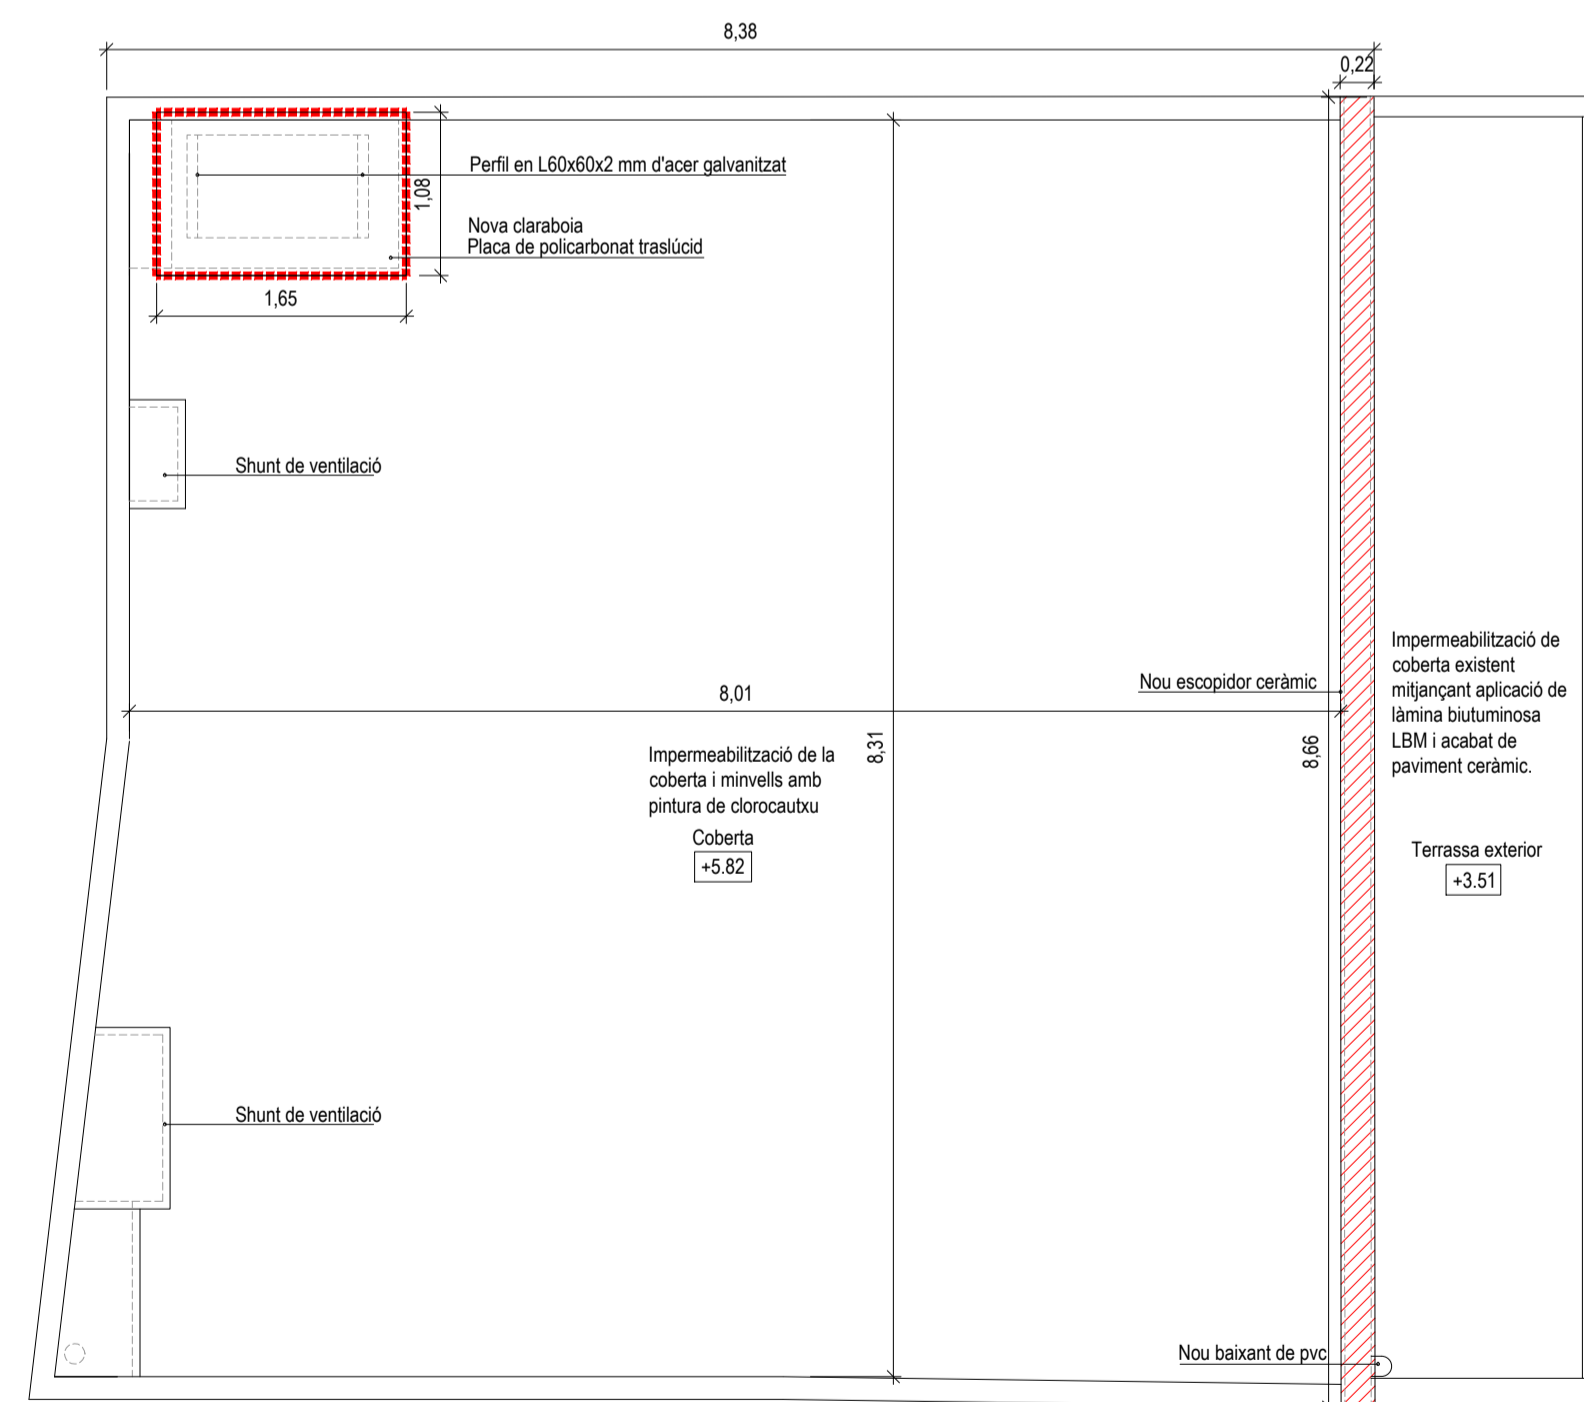 8,38
0,22
Perfil en L60x60x2 mm d'acer galvanitzat
1,08
Nova claraboia
Placa de policarbonat traslúcid
1,65
Shunt de ventilació
Nou escopidor ceràmic
8,01
8,31
8,66
Impermeabilització de
coberta existent
mitjançant aplicació de
làmina biutuminosa
LBM i acabat de
paviment ceràmic.
Impermeabilització de la
coberta i minvells amb
pintura de clorocautxu
Coberta
+5.82
Terrassa exterior
+3.51
Shunt de ventilació
Nou baixant de pvc